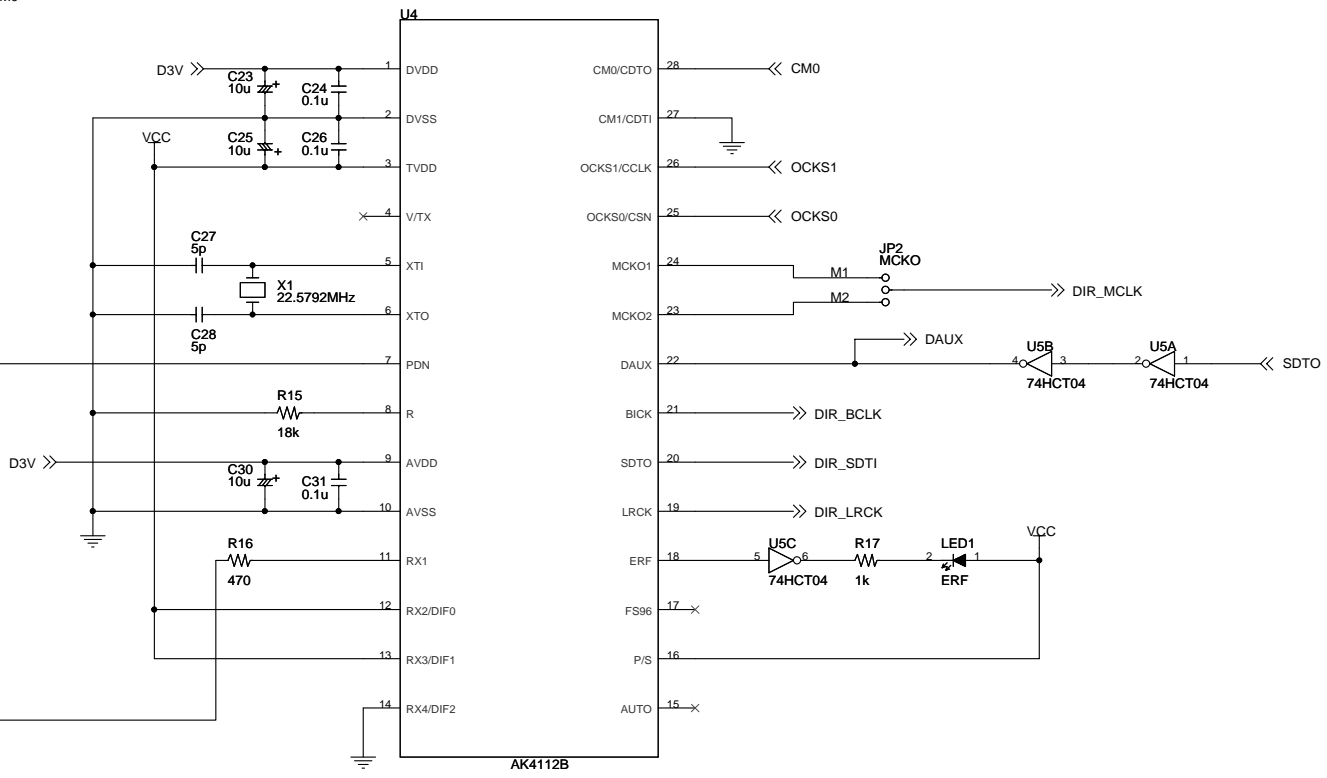 U4
D3V
C23
10u
+
C24
0.1u
1
DVDD
CM0/CDTO
28
CM0
2
DVSS
CM1/CDTI
27
VCC
C25
10u
+
C26
0.1u
3
TVDD
OCKS1/CCLK
26
OCKS1
4
V/TX
OCKS0/CSN
25
OCKS0
C27
5p
5
XTI
MCKO1
24
M1
JP2
MCKO
X1
22.5792MHz
DIR_MCLK
C28
5p
6
XTO
MCKO2
23
M2
DAUX
7
PDN
DAUX
22
U5B
4
3
74HCT04
U5A
2
1
74HCT04
SDTO
R15
18k
8
R
BICK
21
DIR_BCLK
D3V
C30
10u
+
C31
0.1u
9
AVDD
SDTO
20
DIR_SDTI
10
AVSS
LRCK
19
DIR_LRCK
R16
470
11
RX1
ERF
18
U5C
5
6
74HCT04
R17
1k
LED1
2
1
ERF
VCC
12
RX2/DIF0
FS96
17
13
RX3/DIF1
P/S
16
14
RX4/DIF2
AUTO
15
AK4112B